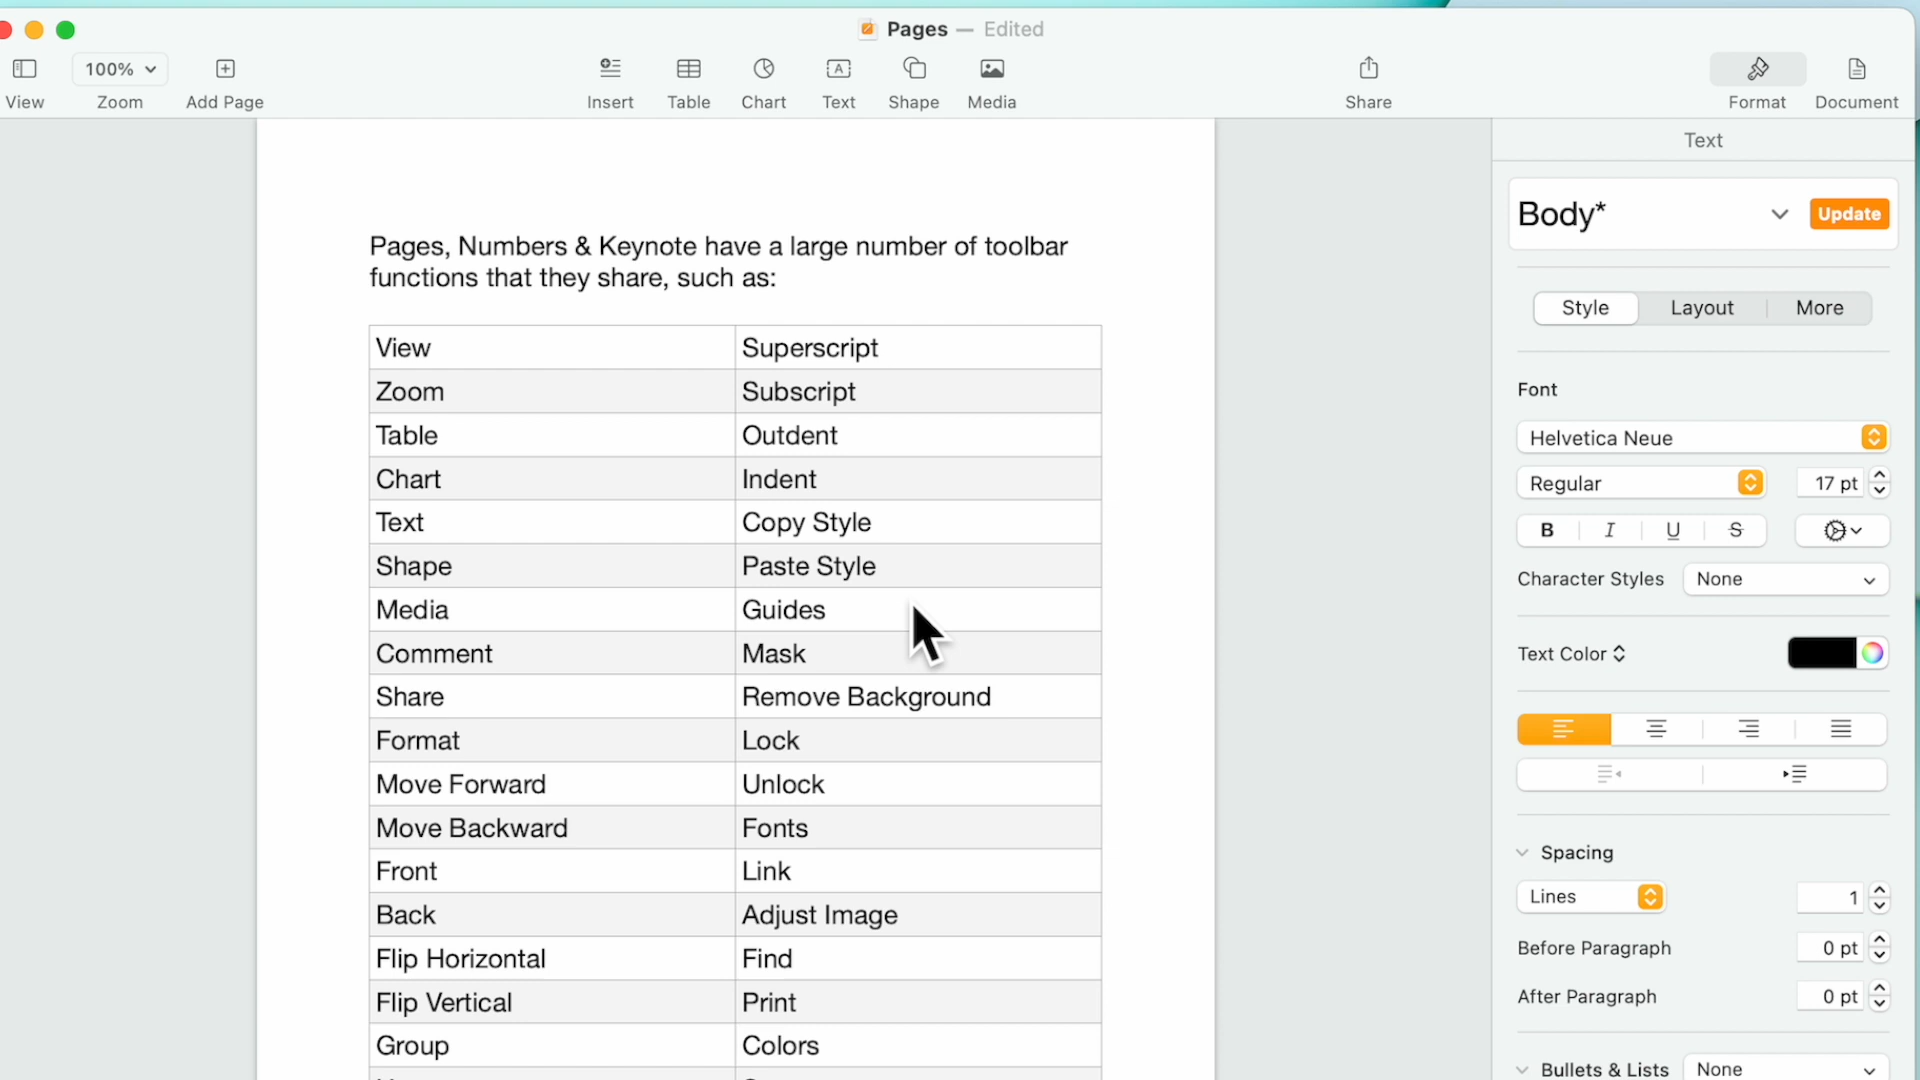 Pages — Edited
100%
View Zoom Add Page Insert Table Chart Text Shape Media Share Format Document
Text
Body* Update
Style Layout More
Font
Helvetica Neue
Regular 17 pt
B I U S
Character Styles None
Text Color
Spacing
Lines 1
Before Paragraph 0 pt
After Paragraph 0 pt
Bullets & Lists None
Pages, Numbers & Keynote have a large number of toolbar
functions that they share, such as:
View Superscript
Zoom Subscript
Table Outdent
Chart Indent
Text Copy Style
Shape Paste Style
Media Guides
Comment Mask
Share Remove Background
Format Lock
Move Forward Unlock
Move Backward Fonts
Front Link
Back Adjust Image
Flip Horizontal Find
Flip Vertical Print
Group Colors